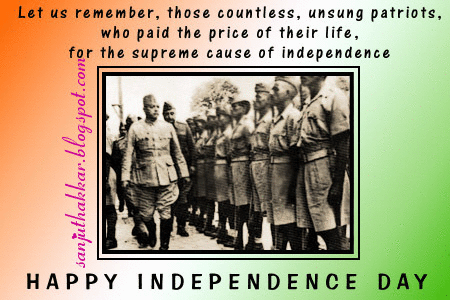 Let us remember, those countless, unsung patriots,
who paid the price of their life,
for the supreme cause of independence
sanjuthakkar.blogspot.com
HAPPY INDEPENDENCE DAY